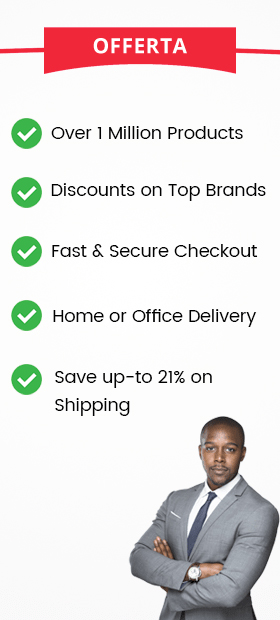 OFFERTA
Over 1 Million Products
Discounts on Top Brands
Fast & Secure Checkout
Home or Office Delivery
Save up-to 21% on
Shipping